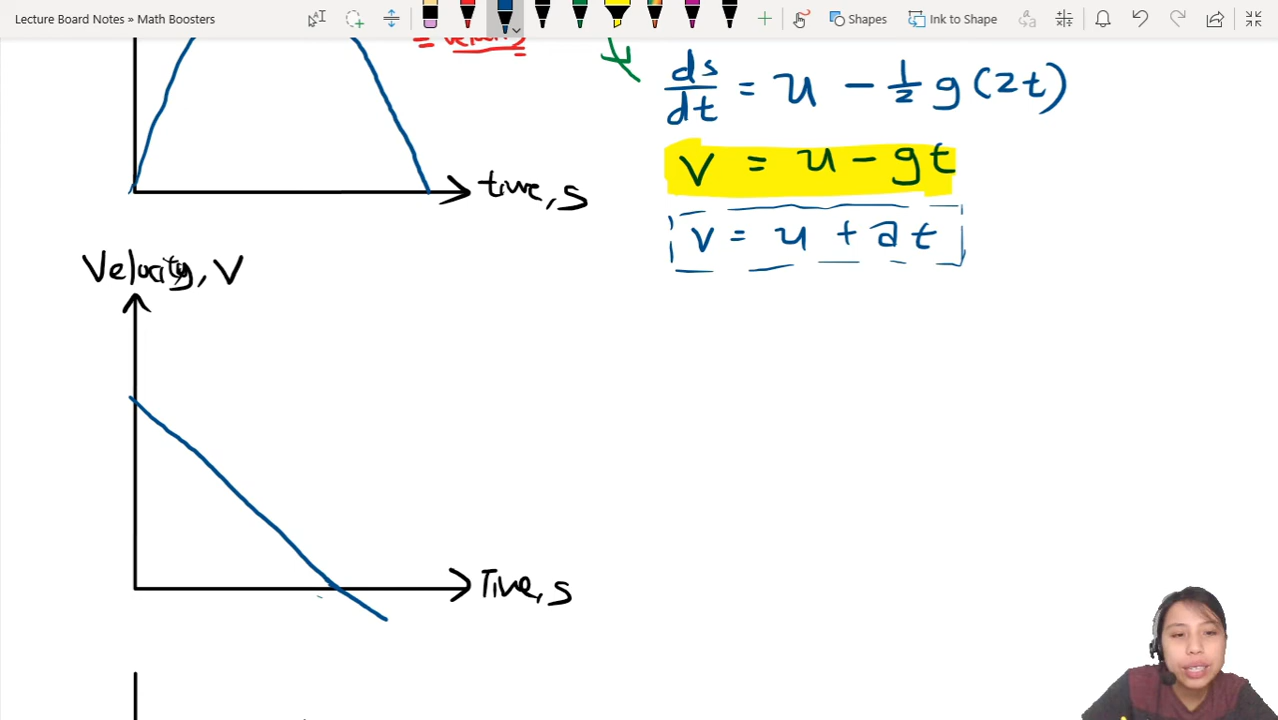 Lecture Board Notes » Math Boosters
Shapes
Ink to Shape
= velocity
ds/dt = u - 1/2 g (2t)
v = u - gt
time, s
v = u + at
Velocity, V
Time, s